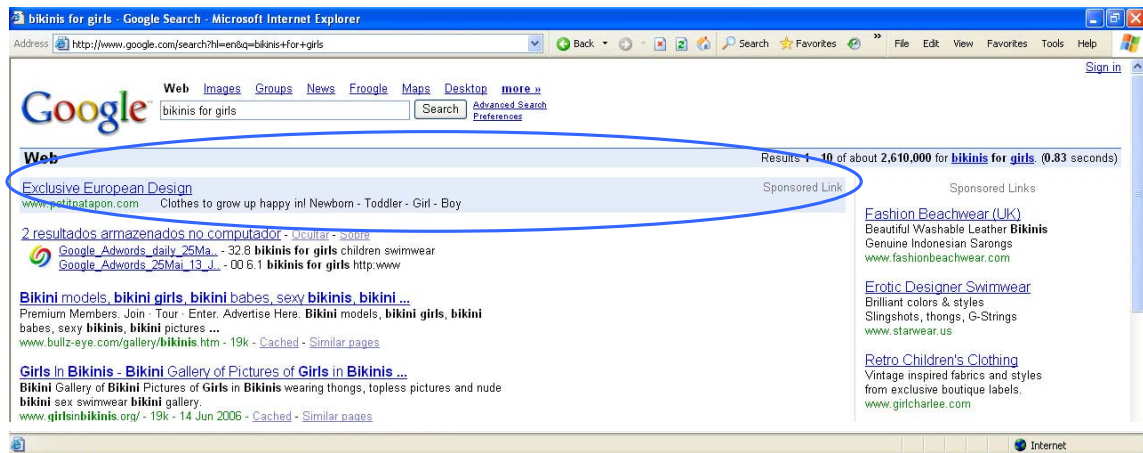 bikinis for girls - Google Search - Microsoft Internet Explorer
Address http://www.google.com/search?hl=en&q=bikinis+for+girls Back Search Favorites » File Edit View Favorites Tools Help
Sign in
Google™
Web Images Groups News Froogle Maps Desktop more »
bikinis for girls Search Advanced Search
Preferences
Web Results 1 - 10 of about 2,610,000 for bikinis for girls. (0.83 seconds)
Exclusive European Design Sponsored Link
www.petitpatapon.com Clothes to grow up happy in! Newborn - Toddler - Girl - Boy
2 resultados armazenados no computador - Ocultar - Sobre
Google_Adwords_daily_25Ma.. - 32.8 bikinis for girls children swimwear
Google_Adwords_25Mai_13_J.. - 00 6.1 bikinis for girls http:www
Bikini models, bikini girls, bikini babes, sexy bikinis, bikini ...
Premium Members. Join · Tour · Enter. Advertise Here. Bikini models, bikini girls, bikini
babes, sexy bikinis, bikini pictures ...
www.bullz-eye.com/gallery/bikinis.htm - 19k - Cached - Similar pages
Girls In Bikinis - Bikini Gallery of Pictures of Girls in Bikinis ...
Bikini Gallery of Bikini Pictures of Girls in Bikinis wearing thongs, topless pictures and nude
bikini sex swimwear bikini gallery.
www.girlsinbikinis.org/ - 19k - 14 Jun 2006 - Cached - Similar pages
Sponsored Links
Fashion Beachwear (UK)
Beautiful Washable Leather Bikinis
Genuine Indonesian Sarongs
www.fashionbeachwear.com
Erotic Designer Swimwear
Brilliant colors & styles
Slingshots, thongs, G-Strings
www.starwear.us
Retro Children's Clothing
Vintage inspired fabrics and styles
from exclusive boutique labels.
www.girlcharlee.com
Internet